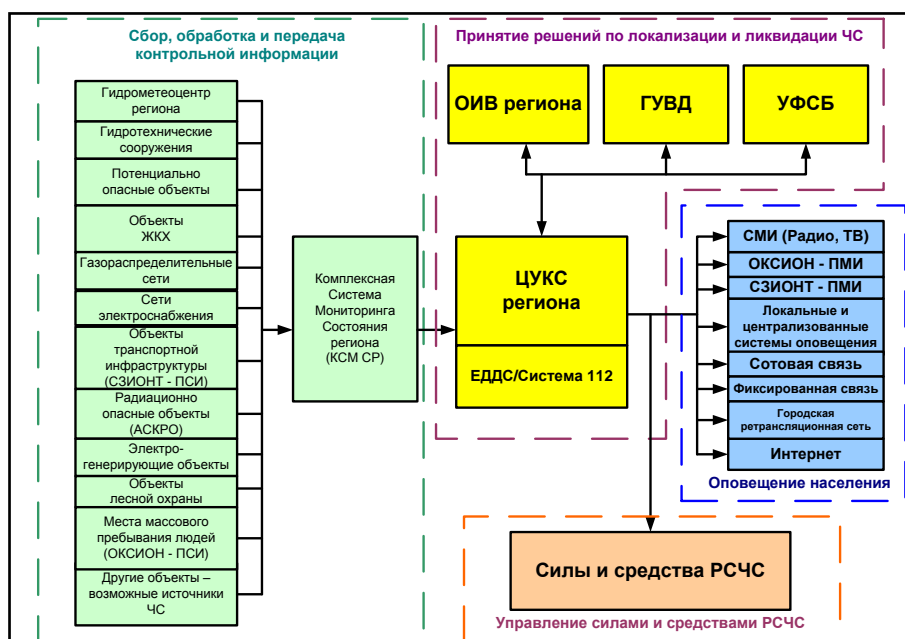 Сбор, обработка и передача
контрольной информации
Гидрометеоцентр
региона
Гидротехнические
сооружения
Потенциально
опасные объекты
Объекты
ЖКХ
Газораспределительные
сети
Сети
электроснабжения
Объекты
транспортной
инфраструктуры
(СЗИОНТ - ПСИ)
Радиационно
опасные объекты
(АСКРО)
Электро-
генерирующие объекты
Объекты
лесной охраны
Места массового
пребывания людей
(ОКСИОН - ПСИ)
Другие объекты –
возможные источники
ЧС
Комплексная
Система
Мониторинга
Состояния
региона
(КСМ СР)
Принятие решений по локализации и ликвидации ЧС
ОИВ региона
ГУВД
УФСБ
ЦУКС
региона
ЕДДС/Система 112
СМИ (Радио, ТВ)
ОКСИОН - ПМИ
СЗИОНТ - ПМИ
Локальные и
централизованные
системы оповещения
Сотовая связь
Фиксированная связь
Городская
ретрансляционная сеть
Интернет
Оповещение населения
Силы и средства РСЧС
Управление силами и средствами РСЧС